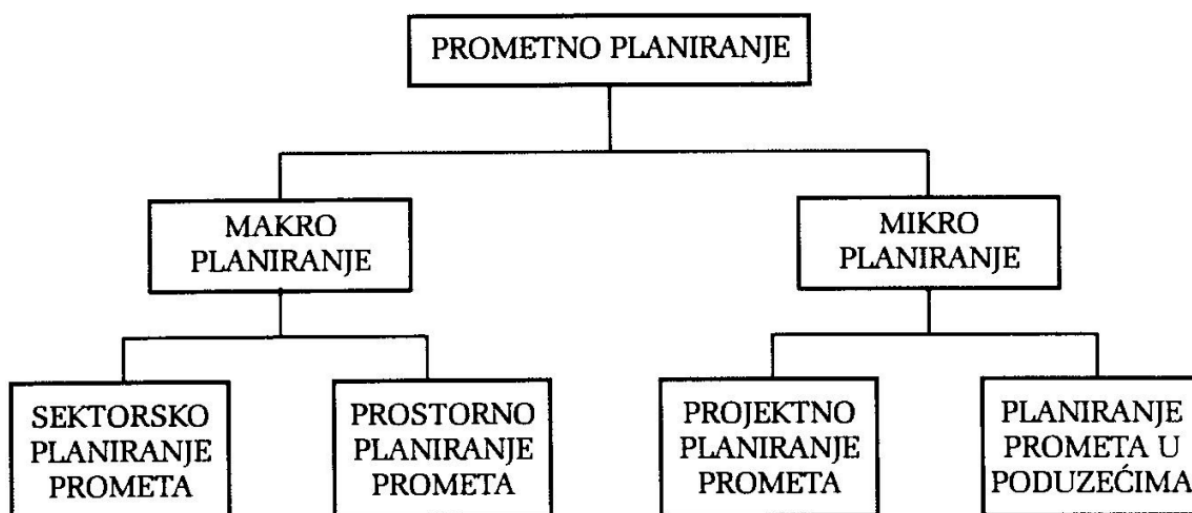 PROMETNO PLANIRANJE
MAKRO
PLANIRANJE
MIKRO
PLANIRANJE
SEKTORSKO
PLANIRANJE
PROMETA
PROSTORNO
PLANIRANJE
PROMETA
PROJEKTNO
PLANIRANJE
PROMETA
PLANIRANJE
PROMETA U
PODUZEĆIMA